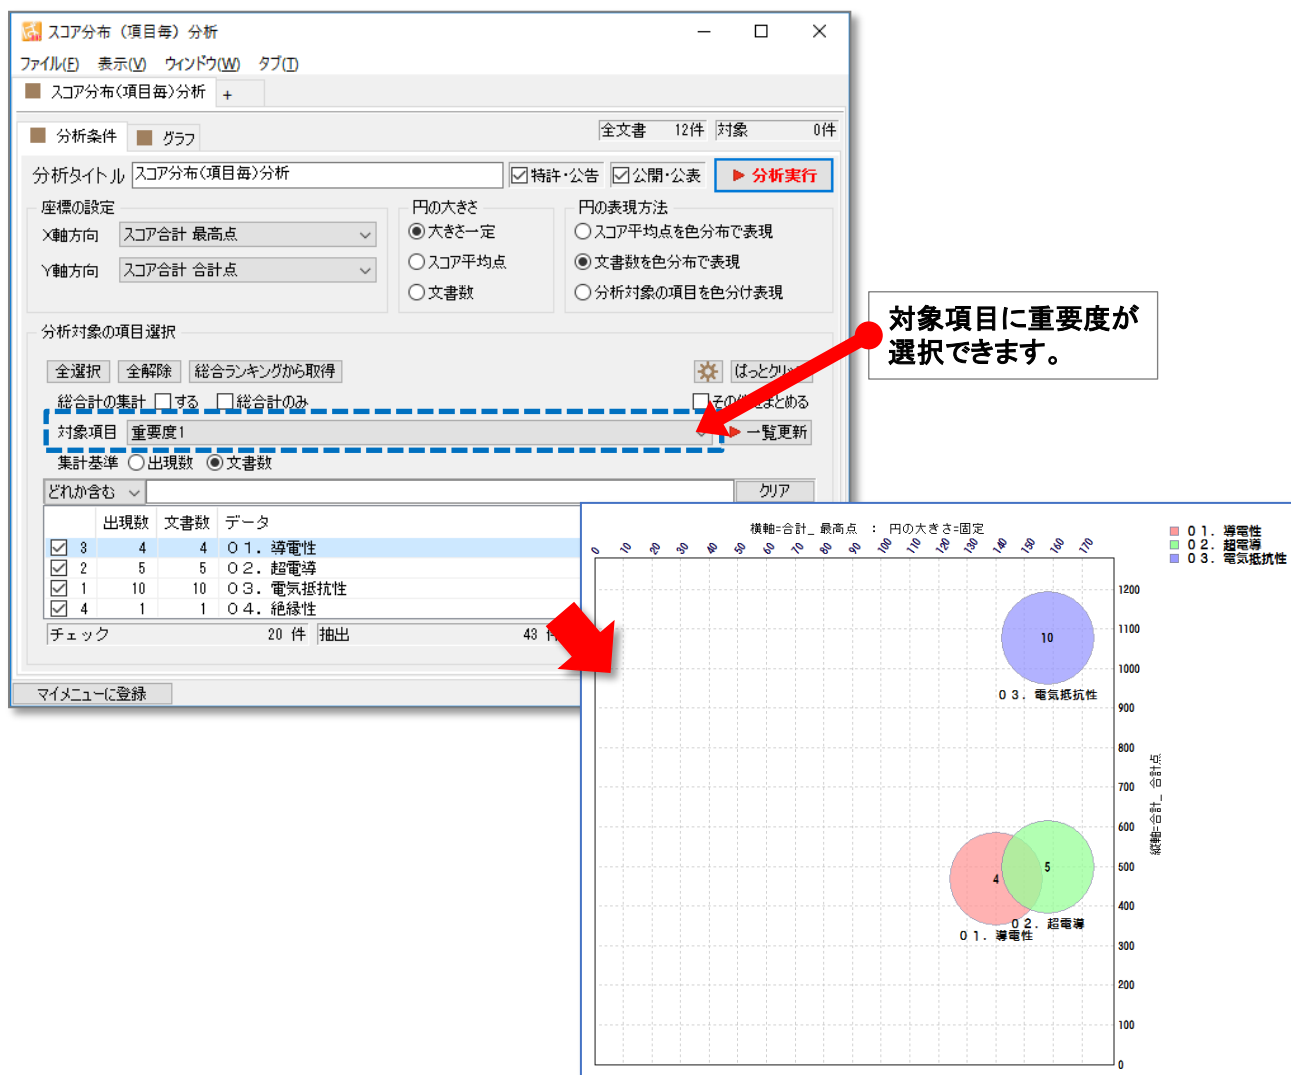 スコア分布（項目毎）分析
ファイル(F) 表示(V) ウィンドウ(W) タブ(T)
スコア分布(項目毎)分析 +
分析条件 グラフ 全文書 12件 対象 0件
分析タイトル スコア分布(項目毎)分析 特許・公告 公開・公表 分析実行
座標の設定 円の大きさ 円の表現方法
X軸方向 スコア合計 最高点 大きさ一定 スコア平均点を色分布で表現
Y軸方向 スコア合計 合計点 スコア平均点 文書数を色分布で表現
文書数 分析対象の項目を色分け表現
分析対象の項目選択
対象項目に重要度が
選択できます。
全選択 全解除 総合ランキングから取得 ぱっとクリ
総合計の集計 する 総合計のみ その他をまとめる
対象項目 重要度1 一覧更新
集計基準 出現数 文書数
どれか含む クリア
出現数 文書数 データ
3 4 4 01．導電性
2 5 5 02．超電導
1 10 10 03．電気抵抗性
4 1 1 04．絶縁性
チェック 20 件 抽出 43 件
マイメニューに登録
横軸=合計_ 最高点 ： 円の大きさ=固定
0 10 20 30 40 50 60 70 80 90 100 110 120 130 140 150 160 170
01．導電性
02．超電導
03．電気抵抗性
1200
1100
10
1000
03．電気抵抗性
900
800
700
縦軸=合計_ 合計点
600
500
5
4
400
02．超電導
01．導電性
300
200
100
0